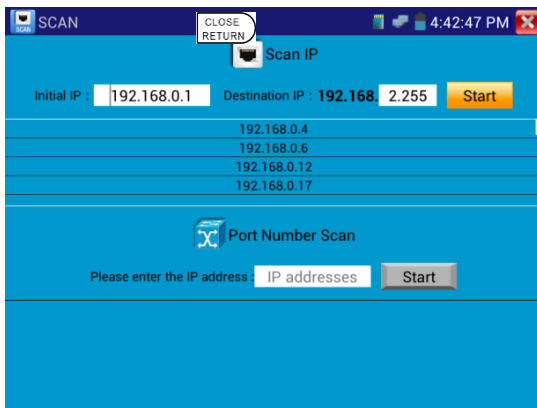 SCAN
SCAN
CLOSE
RETURN
4:42:47 PM
Scan IP
Initial IP : 192.168.0.1 Destination IP : 192.168. 2.255 Start
192.168.0.4
192.168.0.6
192.168.0.12
192.168.0.17
Port Number Scan
Please enter the IP address : IP addresses Start